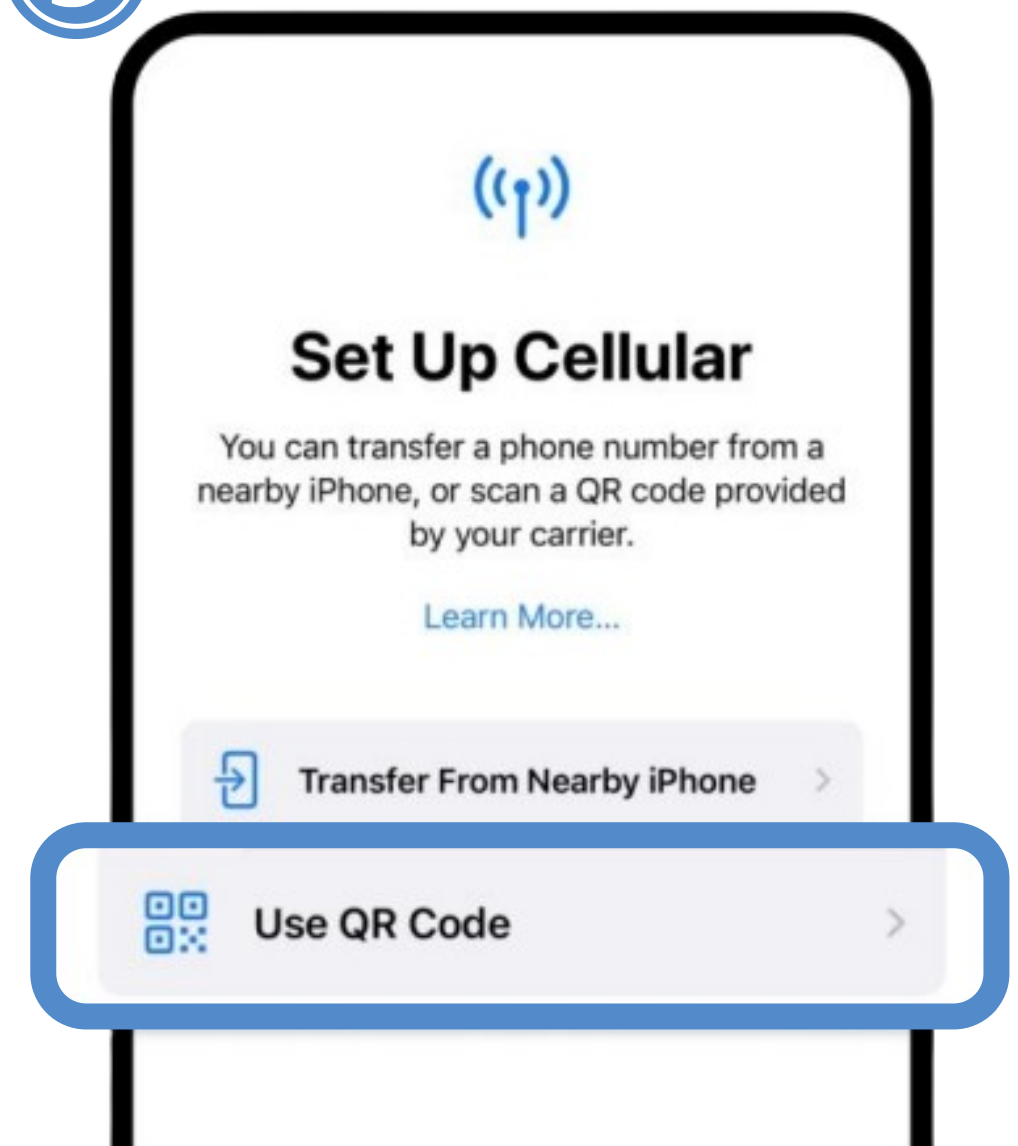 Set Up Cellular
You can transfer a phone number from a
nearby iPhone, or scan a QR code provided
by your carrier.
Learn More...
Transfer From Nearby iPhone
Use QR Code